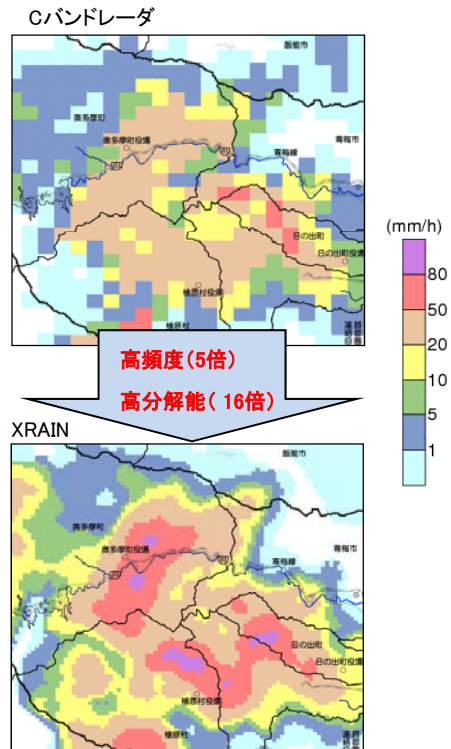 Cバンドレーダ
飯能市
奥多摩町
奥多摩町役場
青梅線
青梅市
日の出町
日の出町役場
檜原村役場
檜原村
(mm/h)
80
50
20
10
5
1
高頻度(5倍)
高分解能( 16倍)
XRAIN
飯能市
奥多摩町
奥多摩町役場
青梅線
青梅市
日の出町
日の出町役場
檜原村役場
檜原村